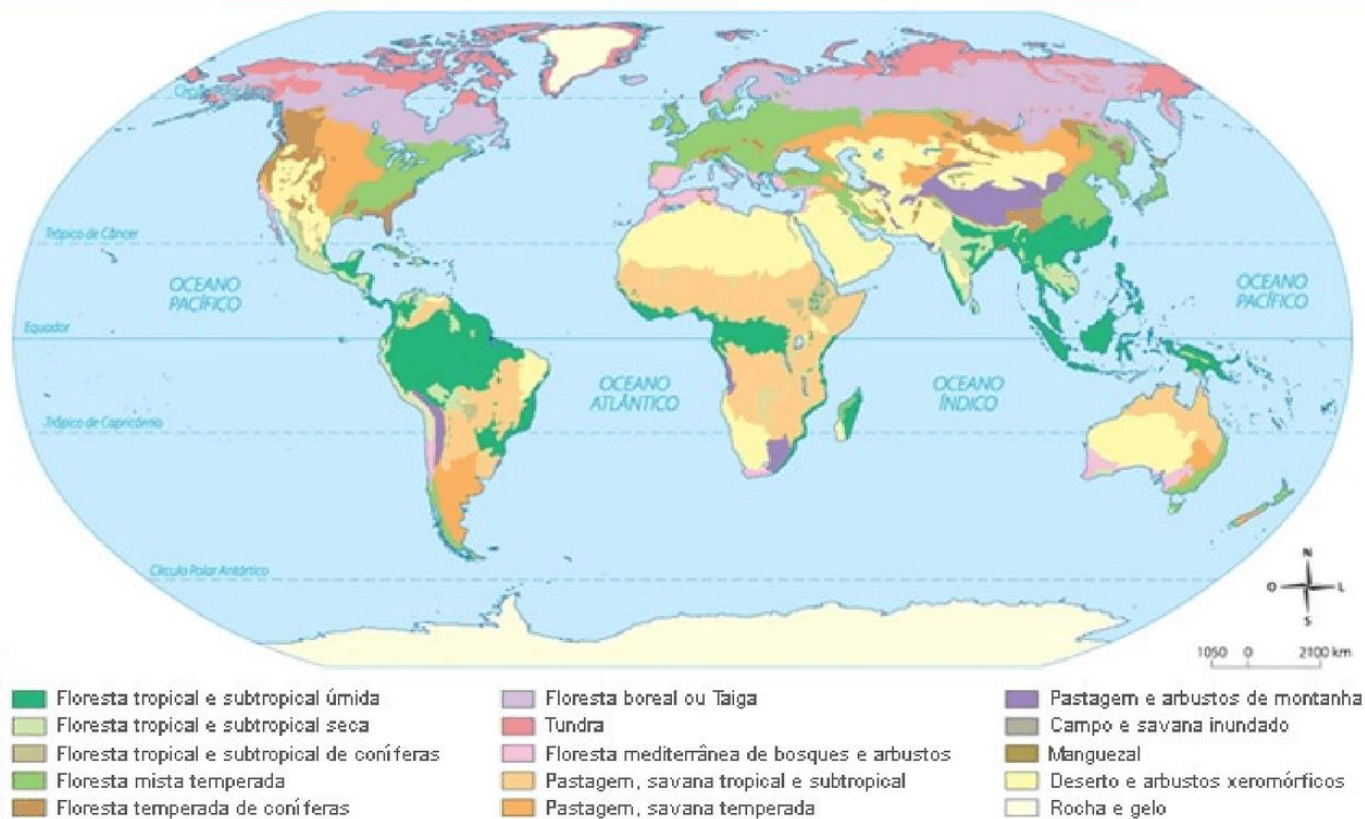 Trópico de Câncer
OCEANO
PACÍFICO
OCEANO
PACÍFICO
Equador
OCEANO
ATLÂNTICO
OCEANO
ÍNDICO
Trópico de Capricórnio
Círculo Polar Antártico
N
O L
S
1050 0 2100 km
Floresta tropical e subtropical úmida
Floresta tropical e subtropical seca
Floresta tropical e subtropical de coníferas
Floresta mista temperada
Floresta temperada de coníferas
Floresta boreal ou Taiga
Tundra
Floresta mediterrânea de bosques e arbustos
Pastagem, savana tropical e subtropical
Pastagem, savana temperada
Pastagem e arbustos de montanha
Campo e savana inundado
Manguezal
Deserto e arbustos xeromórficos
Rocha e gelo